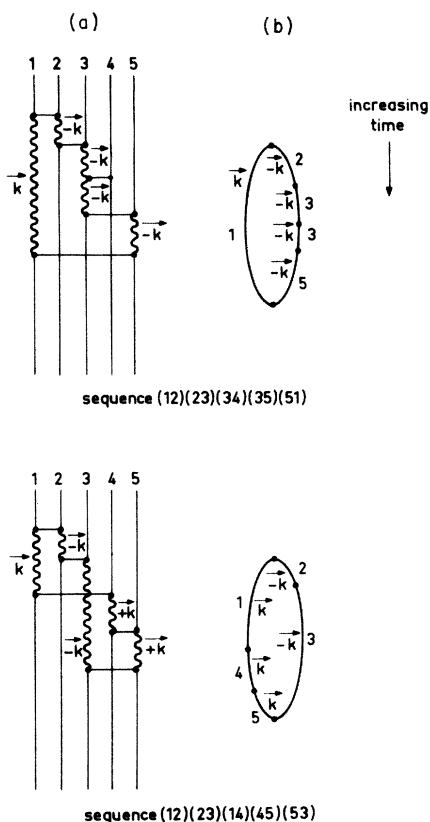 (a) (b)
1 2 3 4 5
increasing
time
→
-k
→
-k
→
k
→
-k
→
-k
→
k
→
-k
2
→
-k
3
→
-k
3
→
-k
1
5
sequence (12)(23)(34)(35)(51)
1 2 3 4 5
→
k
→
-k
→
+k
→
-k
→
+k
→
-k
2
1
→
k
→
-k
3
4
→
k
→
k
5
sequence (12)(23)(14)(45)(53)